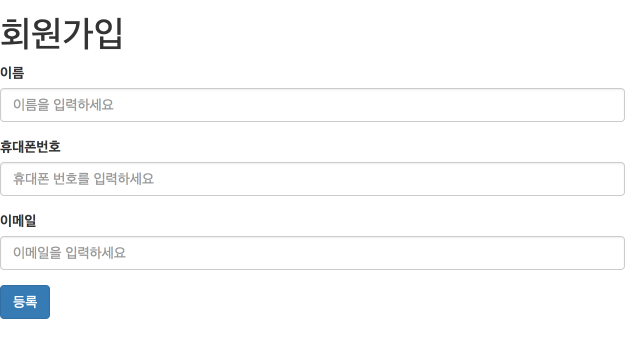 회원가입
이름
이름을 입력하세요
휴대폰번호
휴대폰 번호를 입력하세요
이메일
이메일을 입력하세요
등록